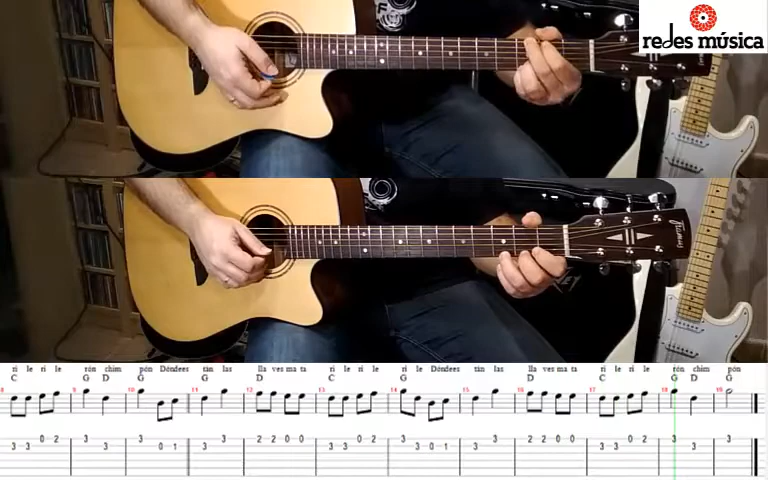 redes música
ri le ri le rón chim pón Dóndees tán las lla ves ma ta ri le ri le ri le Dóndees tán las lla ves ma ta ri le ri le rón chim pón
C G D G G D C G D C G D G
8 9 10 11 12 13 14 15 16 17 18 19
3 3 0 2 3 3 3 0 1 3 3 2 2 0 0 3 3 0 2 3 3 0 1 3 3 2 2 0 0 3 3 0 2 3 3 3